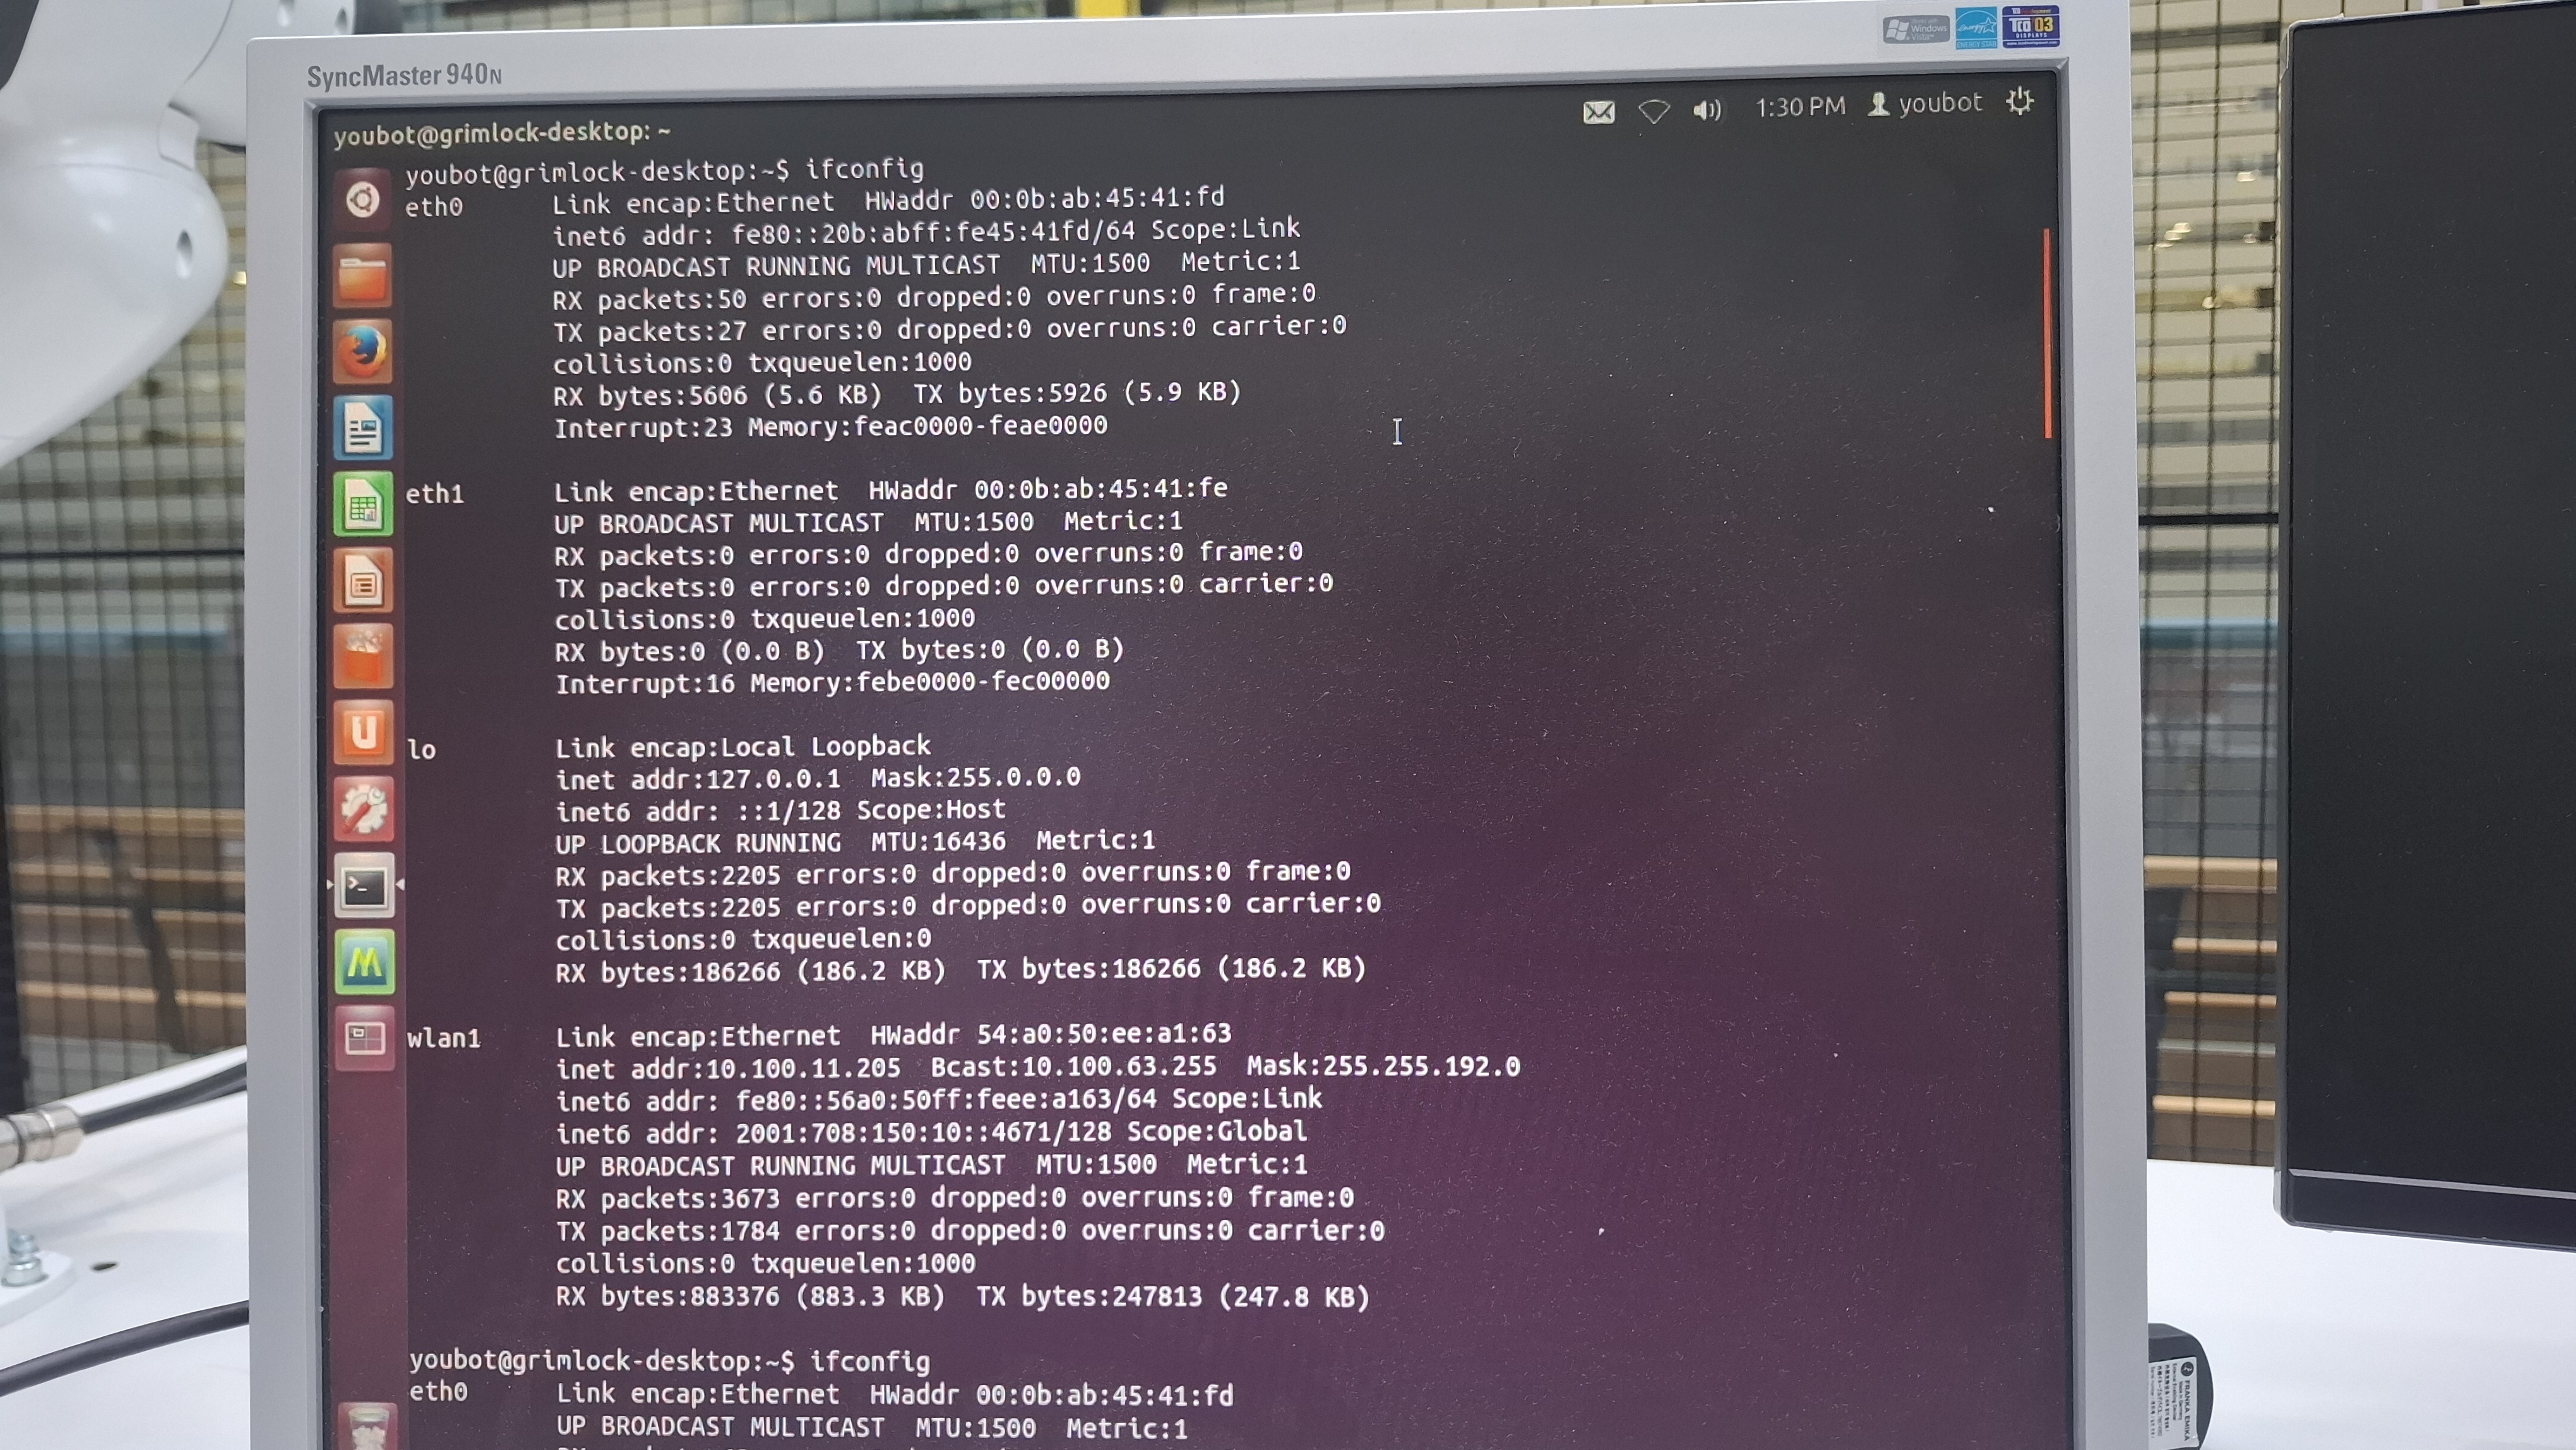 SyncMaster 940N
Windows Vista
TCO 03
DISPLAYS
youbot@grimlock-desktop: ~
1:30 PM youbot
youbot@grimlock-desktop:~$ ifconfig
eth0 Link encap:Ethernet HWaddr 00:0b:ab:45:41:fd
inet6 addr: fe80::20b:abff:fe45:41fd/64 Scope:Link
UP BROADCAST RUNNING MULTICAST MTU:1500 Metric:1
RX packets:50 errors:0 dropped:0 overruns:0 frame:0
TX packets:27 errors:0 dropped:0 overruns:0 carrier:0
collisions:0 txqueuelen:1000
RX bytes:5606 (5.6 KB) TX bytes:5926 (5.9 KB)
Interrupt:23 Memory:feac0000-feae0000
eth1 Link encap:Ethernet HWaddr 00:0b:ab:45:41:fe
UP BROADCAST MULTICAST MTU:1500 Metric:1
RX packets:0 errors:0 dropped:0 overruns:0 frame:0
TX packets:0 errors:0 dropped:0 overruns:0 carrier:0
collisions:0 txqueuelen:1000
RX bytes:0 (0.0 B) TX bytes:0 (0.0 B)
Interrupt:16 Memory:febe0000-fec00000
lo Link encap:Local Loopback
inet addr:127.0.0.1 Mask:255.0.0.0
inet6 addr: ::1/128 Scope:Host
UP LOOPBACK RUNNING MTU:16436 Metric:1
RX packets:2205 errors:0 dropped:0 overruns:0 frame:0
TX packets:2205 errors:0 dropped:0 overruns:0 carrier:0
collisions:0 txqueuelen:0
RX bytes:186266 (186.2 KB) TX bytes:186266 (186.2 KB)
wlan1 Link encap:Ethernet HWaddr 54:a0:50:ee:a1:63
inet addr:10.100.11.205 Bcast:10.100.63.255 Mask:255.255.192.0
inet6 addr: fe80::56a0:50ff:feee:a163/64 Scope:Link
inet6 addr: 2001:708:150:10::4671/128 Scope:Global
UP BROADCAST RUNNING MULTICAST MTU:1500 Metric:1
RX packets:3673 errors:0 dropped:0 overruns:0 frame:0
TX packets:1784 errors:0 dropped:0 overruns:0 carrier:0
collisions:0 txqueuelen:1000
RX bytes:883376 (883.3 KB) TX bytes:247813 (247.8 KB)
youbot@grimlock-desktop:~$ ifconfig
eth0 Link encap:Ethernet HWaddr 00:0b:ab:45:41:fd
UP BROADCAST MULTICAST MTU:1500 Metric:1
FRANKA EMIKA